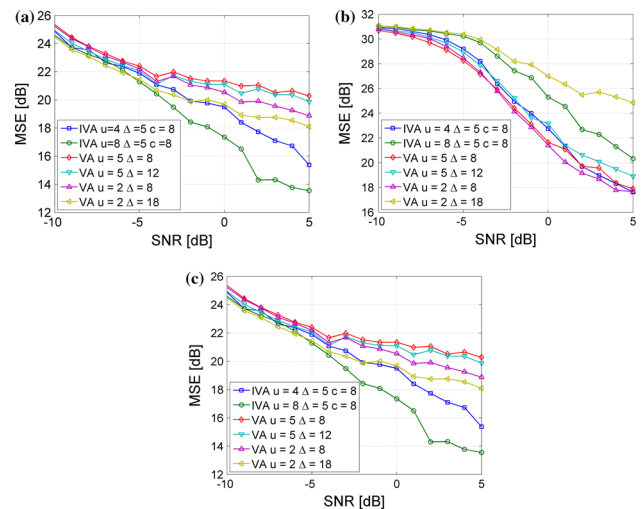 (a)
26
24
22
20
18
16
14
12
MSE [dB]
IVA u=4 Δ = 5 c = 8
IVA u=8 Δ = 5 c = 8
VA u = 5 Δ = 8
VA u = 5 Δ = 12
VA u = 2 Δ = 8
VA u = 2 Δ = 18
-10 -5 0 5
SNR [dB]
(b)
32
30
28
26
24
22
20
18
16
MSE [dB]
IVA u = 4 Δ = 5 c = 8
IVA u = 8 Δ = 5 c = 8
VA u = 5 Δ = 8
VA u = 5 Δ = 12
VA u = 2 Δ = 8
VA u = 2 Δ = 18
-10 -5 0 5
SNR [dB]
(c)
26
24
22
20
18
16
14
12
MSE [dB]
IVA u = 4 Δ = 5 c = 8
IVA u = 8 Δ = 5 c = 8
VA u = 5 Δ = 8
VA u = 5 Δ = 12
VA u = 2 Δ = 8
VA u = 2 Δ = 18
-10 -5 0 5
SNR [dB]